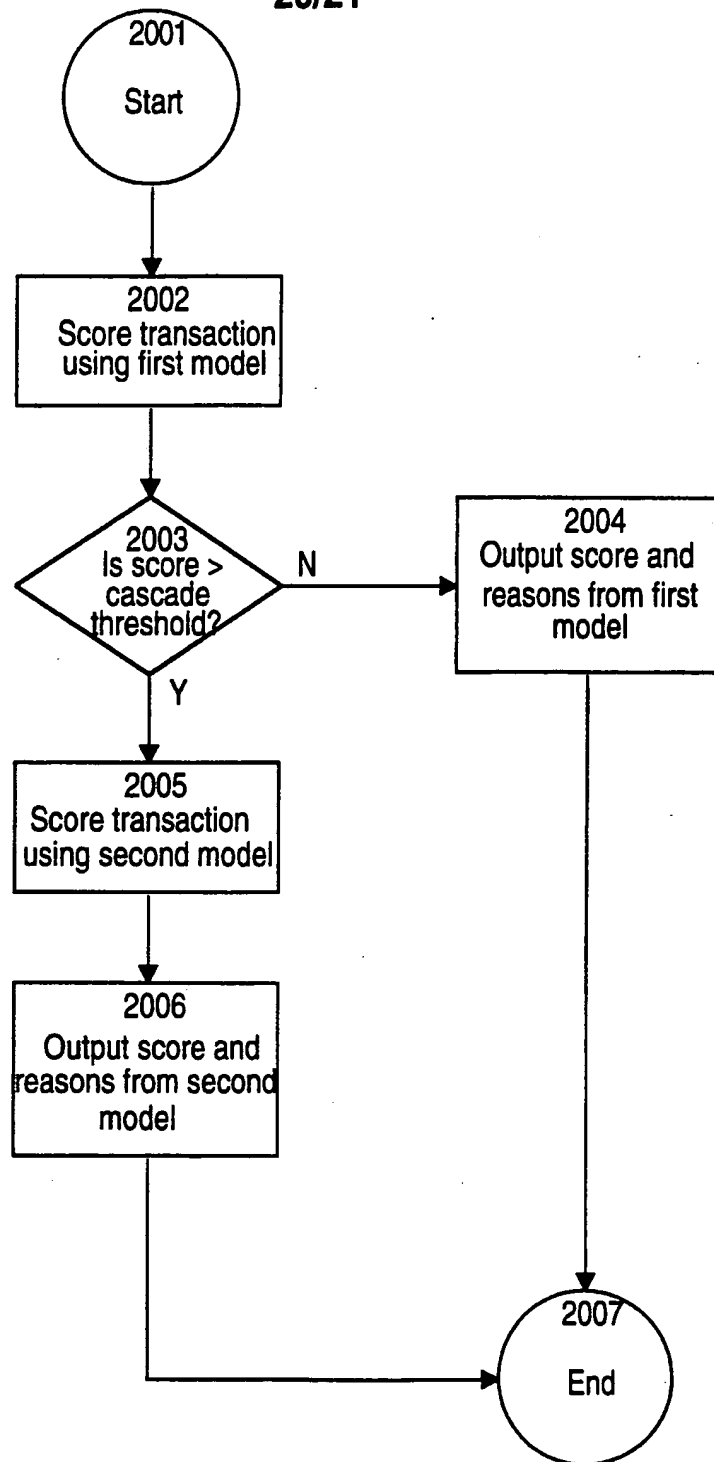 2001
Start
2002
Score transaction
using first model
2003
Is score >
cascade
threshold?
N
2004
Output score and
reasons from first
model
Y
2005
Score transaction
using second model
2006
Output score and
reasons from second
model
2007
End